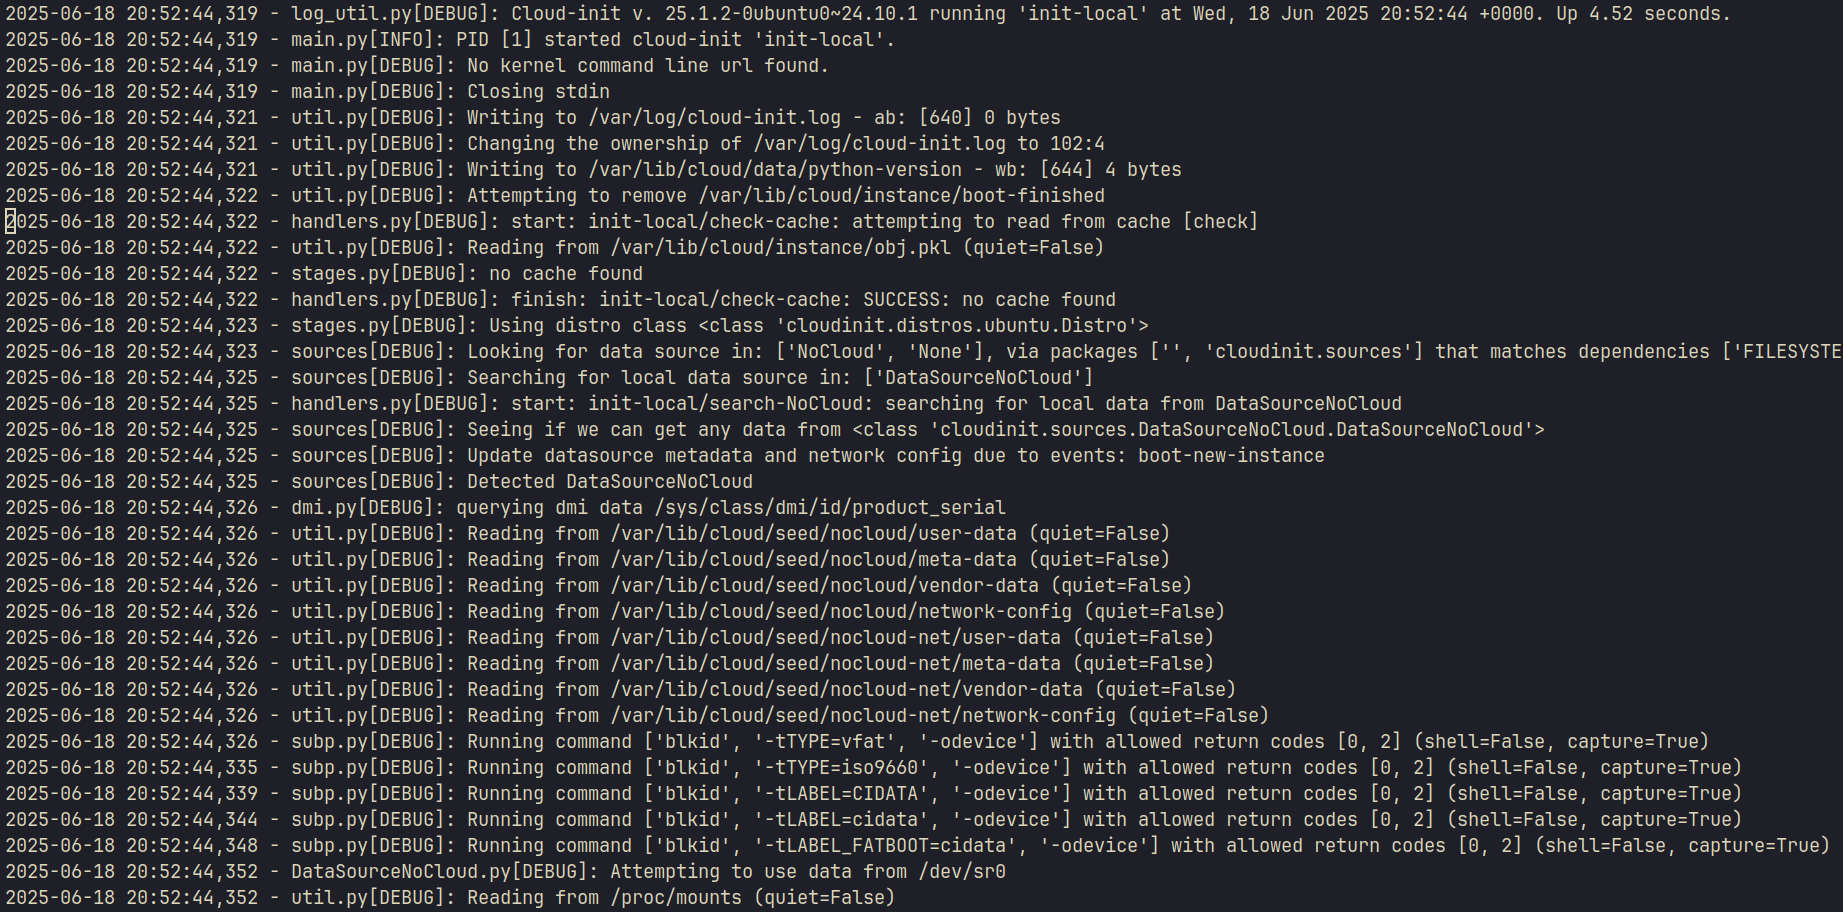 2025-06-18 20:52:44,319 - log_util.py[DEBUG]: Cloud-init v. 25.1.2-0ubuntu0~24.10.1 running 'init-local' at Wed, 18 Jun 2025 20:52:44 +0000. Up 4.52 seconds.
2025-06-18 20:52:44,319 - main.py[INFO]: PID [1] started cloud-init 'init-local'.
2025-06-18 20:52:44,319 - main.py[DEBUG]: No kernel command line url found.
2025-06-18 20:52:44,319 - main.py[DEBUG]: Closing stdin
2025-06-18 20:52:44,321 - util.py[DEBUG]: Writing to /var/log/cloud-init.log - ab: [640] 0 bytes
2025-06-18 20:52:44,321 - util.py[DEBUG]: Changing the ownership of /var/log/cloud-init.log to 102:4
2025-06-18 20:52:44,321 - util.py[DEBUG]: Writing to /var/lib/cloud/data/python-version - wb: [644] 4 bytes
2025-06-18 20:52:44,322 - util.py[DEBUG]: Attempting to remove /var/lib/cloud/instance/boot-finished
2025-06-18 20:52:44,322 - handlers.py[DEBUG]: start: init-local/check-cache: attempting to read from cache [check]
2025-06-18 20:52:44,322 - util.py[DEBUG]: Reading from /var/lib/cloud/instance/obj.pkl (quiet=False)
2025-06-18 20:52:44,322 - stages.py[DEBUG]: no cache found
2025-06-18 20:52:44,322 - handlers.py[DEBUG]: finish: init-local/check-cache: SUCCESS: no cache found
2025-06-18 20:52:44,323 - stages.py[DEBUG]: Using distro class <class 'cloudinit.distros.ubuntu.Distro'>
2025-06-18 20:52:44,323 - sources[DEBUG]: Looking for data source in: ['NoCloud', 'None'], via packages ['', 'cloudinit.sources'] that matches dependencies ['FILESYSTE
2025-06-18 20:52:44,325 - sources[DEBUG]: Searching for local data source in: ['DataSourceNoCloud']
2025-06-18 20:52:44,325 - handlers.py[DEBUG]: start: init-local/search-NoCloud: searching for local data from DataSourceNoCloud
2025-06-18 20:52:44,325 - sources[DEBUG]: Seeing if we can get any data from <class 'cloudinit.sources.DataSourceNoCloud.DataSourceNoCloud'>
2025-06-18 20:52:44,325 - sources[DEBUG]: Update datasource metadata and network config due to events: boot-new-instance
2025-06-18 20:52:44,325 - sources[DEBUG]: Detected DataSourceNoCloud
2025-06-18 20:52:44,326 - dmi.py[DEBUG]: querying dmi data /sys/class/dmi/id/product_serial
2025-06-18 20:52:44,326 - util.py[DEBUG]: Reading from /var/lib/cloud/seed/nocloud/user-data (quiet=False)
2025-06-18 20:52:44,326 - util.py[DEBUG]: Reading from /var/lib/cloud/seed/nocloud/meta-data (quiet=False)
2025-06-18 20:52:44,326 - util.py[DEBUG]: Reading from /var/lib/cloud/seed/nocloud/vendor-data (quiet=False)
2025-06-18 20:52:44,326 - util.py[DEBUG]: Reading from /var/lib/cloud/seed/nocloud/network-config (quiet=False)
2025-06-18 20:52:44,326 - util.py[DEBUG]: Reading from /var/lib/cloud/seed/nocloud-net/user-data (quiet=False)
2025-06-18 20:52:44,326 - util.py[DEBUG]: Reading from /var/lib/cloud/seed/nocloud-net/meta-data (quiet=False)
2025-06-18 20:52:44,326 - util.py[DEBUG]: Reading from /var/lib/cloud/seed/nocloud-net/vendor-data (quiet=False)
2025-06-18 20:52:44,326 - util.py[DEBUG]: Reading from /var/lib/cloud/seed/nocloud-net/network-config (quiet=False)
2025-06-18 20:52:44,326 - subp.py[DEBUG]: Running command ['blkid', '-tTYPE=vfat', '-odevice'] with allowed return codes [0, 2] (shell=False, capture=True)
2025-06-18 20:52:44,335 - subp.py[DEBUG]: Running command ['blkid', '-tTYPE=iso9660', '-odevice'] with allowed return codes [0, 2] (shell=False, capture=True)
2025-06-18 20:52:44,339 - subp.py[DEBUG]: Running command ['blkid', '-tLABEL=CIDATA', '-odevice'] with allowed return codes [0, 2] (shell=False, capture=True)
2025-06-18 20:52:44,344 - subp.py[DEBUG]: Running command ['blkid', '-tLABEL=cidata', '-odevice'] with allowed return codes [0, 2] (shell=False, capture=True)
2025-06-18 20:52:44,348 - subp.py[DEBUG]: Running command ['blkid', '-tLABEL_FATBOOT=cidata', '-odevice'] with allowed return codes [0, 2] (shell=False, capture=True)
2025-06-18 20:52:44,352 - DataSourceNoCloud.py[DEBUG]: Attempting to use data from /dev/sr0
2025-06-18 20:52:44,352 - util.py[DEBUG]: Reading from /proc/mounts (quiet=False)